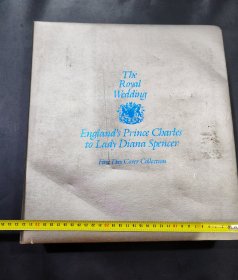 The
Royal
Wedding
England's Prince Charles
to Lady Diana Spencer
First Day Cover Collection